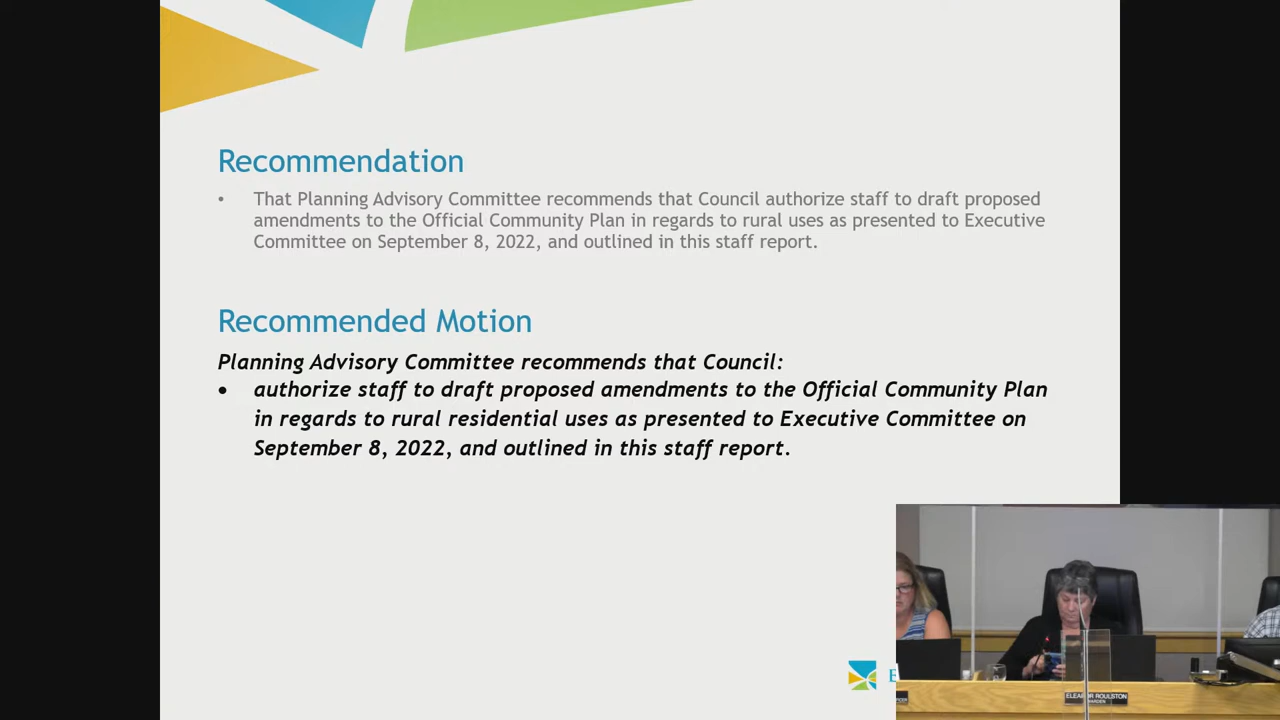 Recommendation
• That Planning Advisory Committee recommends that Council authorize staff to draft proposed
amendments to the Official Community Plan in regards to rural uses as presented to Executive
Committee on September 8, 2022, and outlined in this staff report.
Recommended Motion
Planning Advisory Committee recommends that Council:
• authorize staff to draft proposed amendments to the Official Community Plan
in regards to rural residential uses as presented to Executive Committee on
September 8, 2022, and outlined in this staff report.
E
ELEANOR ROULSTON
WARDEN